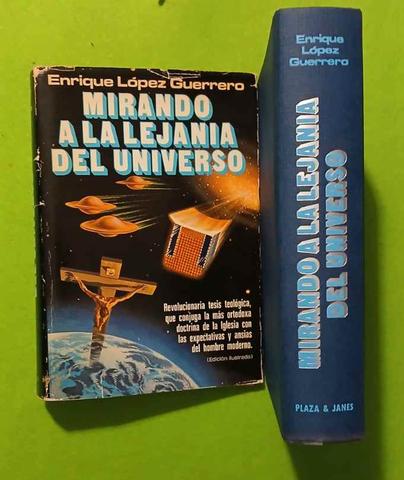 Enrique López Guerrero
MIRANDO
A LA LEJANIA
DEL UNIVERSO
Revolucionaria tesis teológica,
que conjuga la más ortodoxa
doctrina de la Iglesia con
las expectativas y ansias
del hombre moderno.
(Edición ilustrada)
Enrique
López
Guerrero
MIRANDO A LA LEJANIA
DEL UNIVERSO
PLAZA & JANES